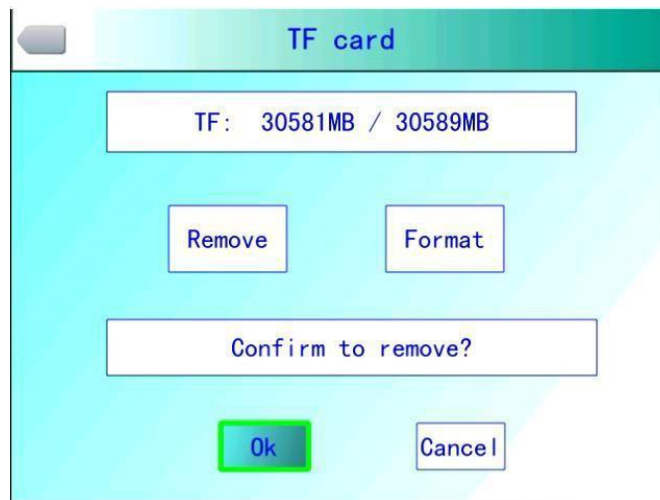 TF card
TF: 30581MB / 30589MB
Remove Format
Confirm to remove?
Ok Cancel